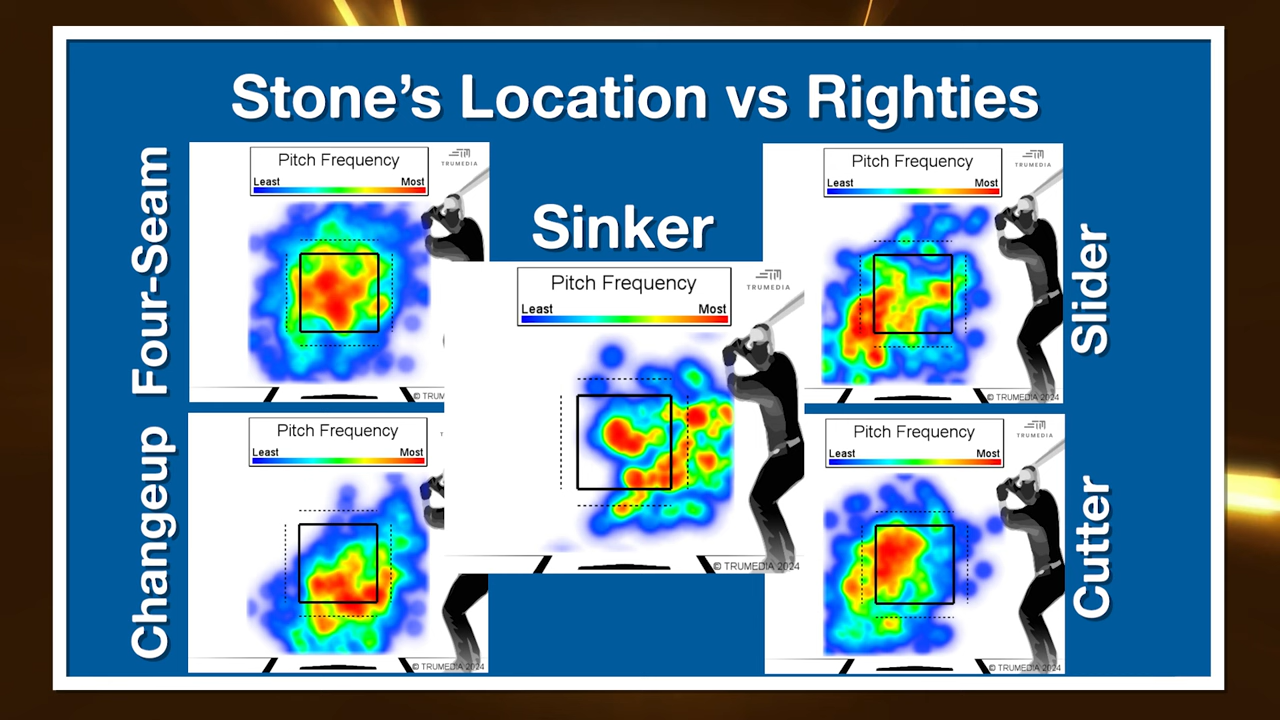 Stone's Location vs Righties
Four-Seam
Pitch Frequency
Least Most
TRUMEDIA
© TRUMEDIA
Sinker
Pitch Frequency
Least Most
TRUMEDIA
© TRUMEDIA 2024
Slider
Pitch Frequency
Least Most
TRUMEDIA
© TRUMEDIA 2024
Changeup
Pitch Frequency
Least Most
© TRUMEDIA 2024
Cutter
Pitch Frequency
Least Most
TRUMEDIA
© TRUMEDIA 2024